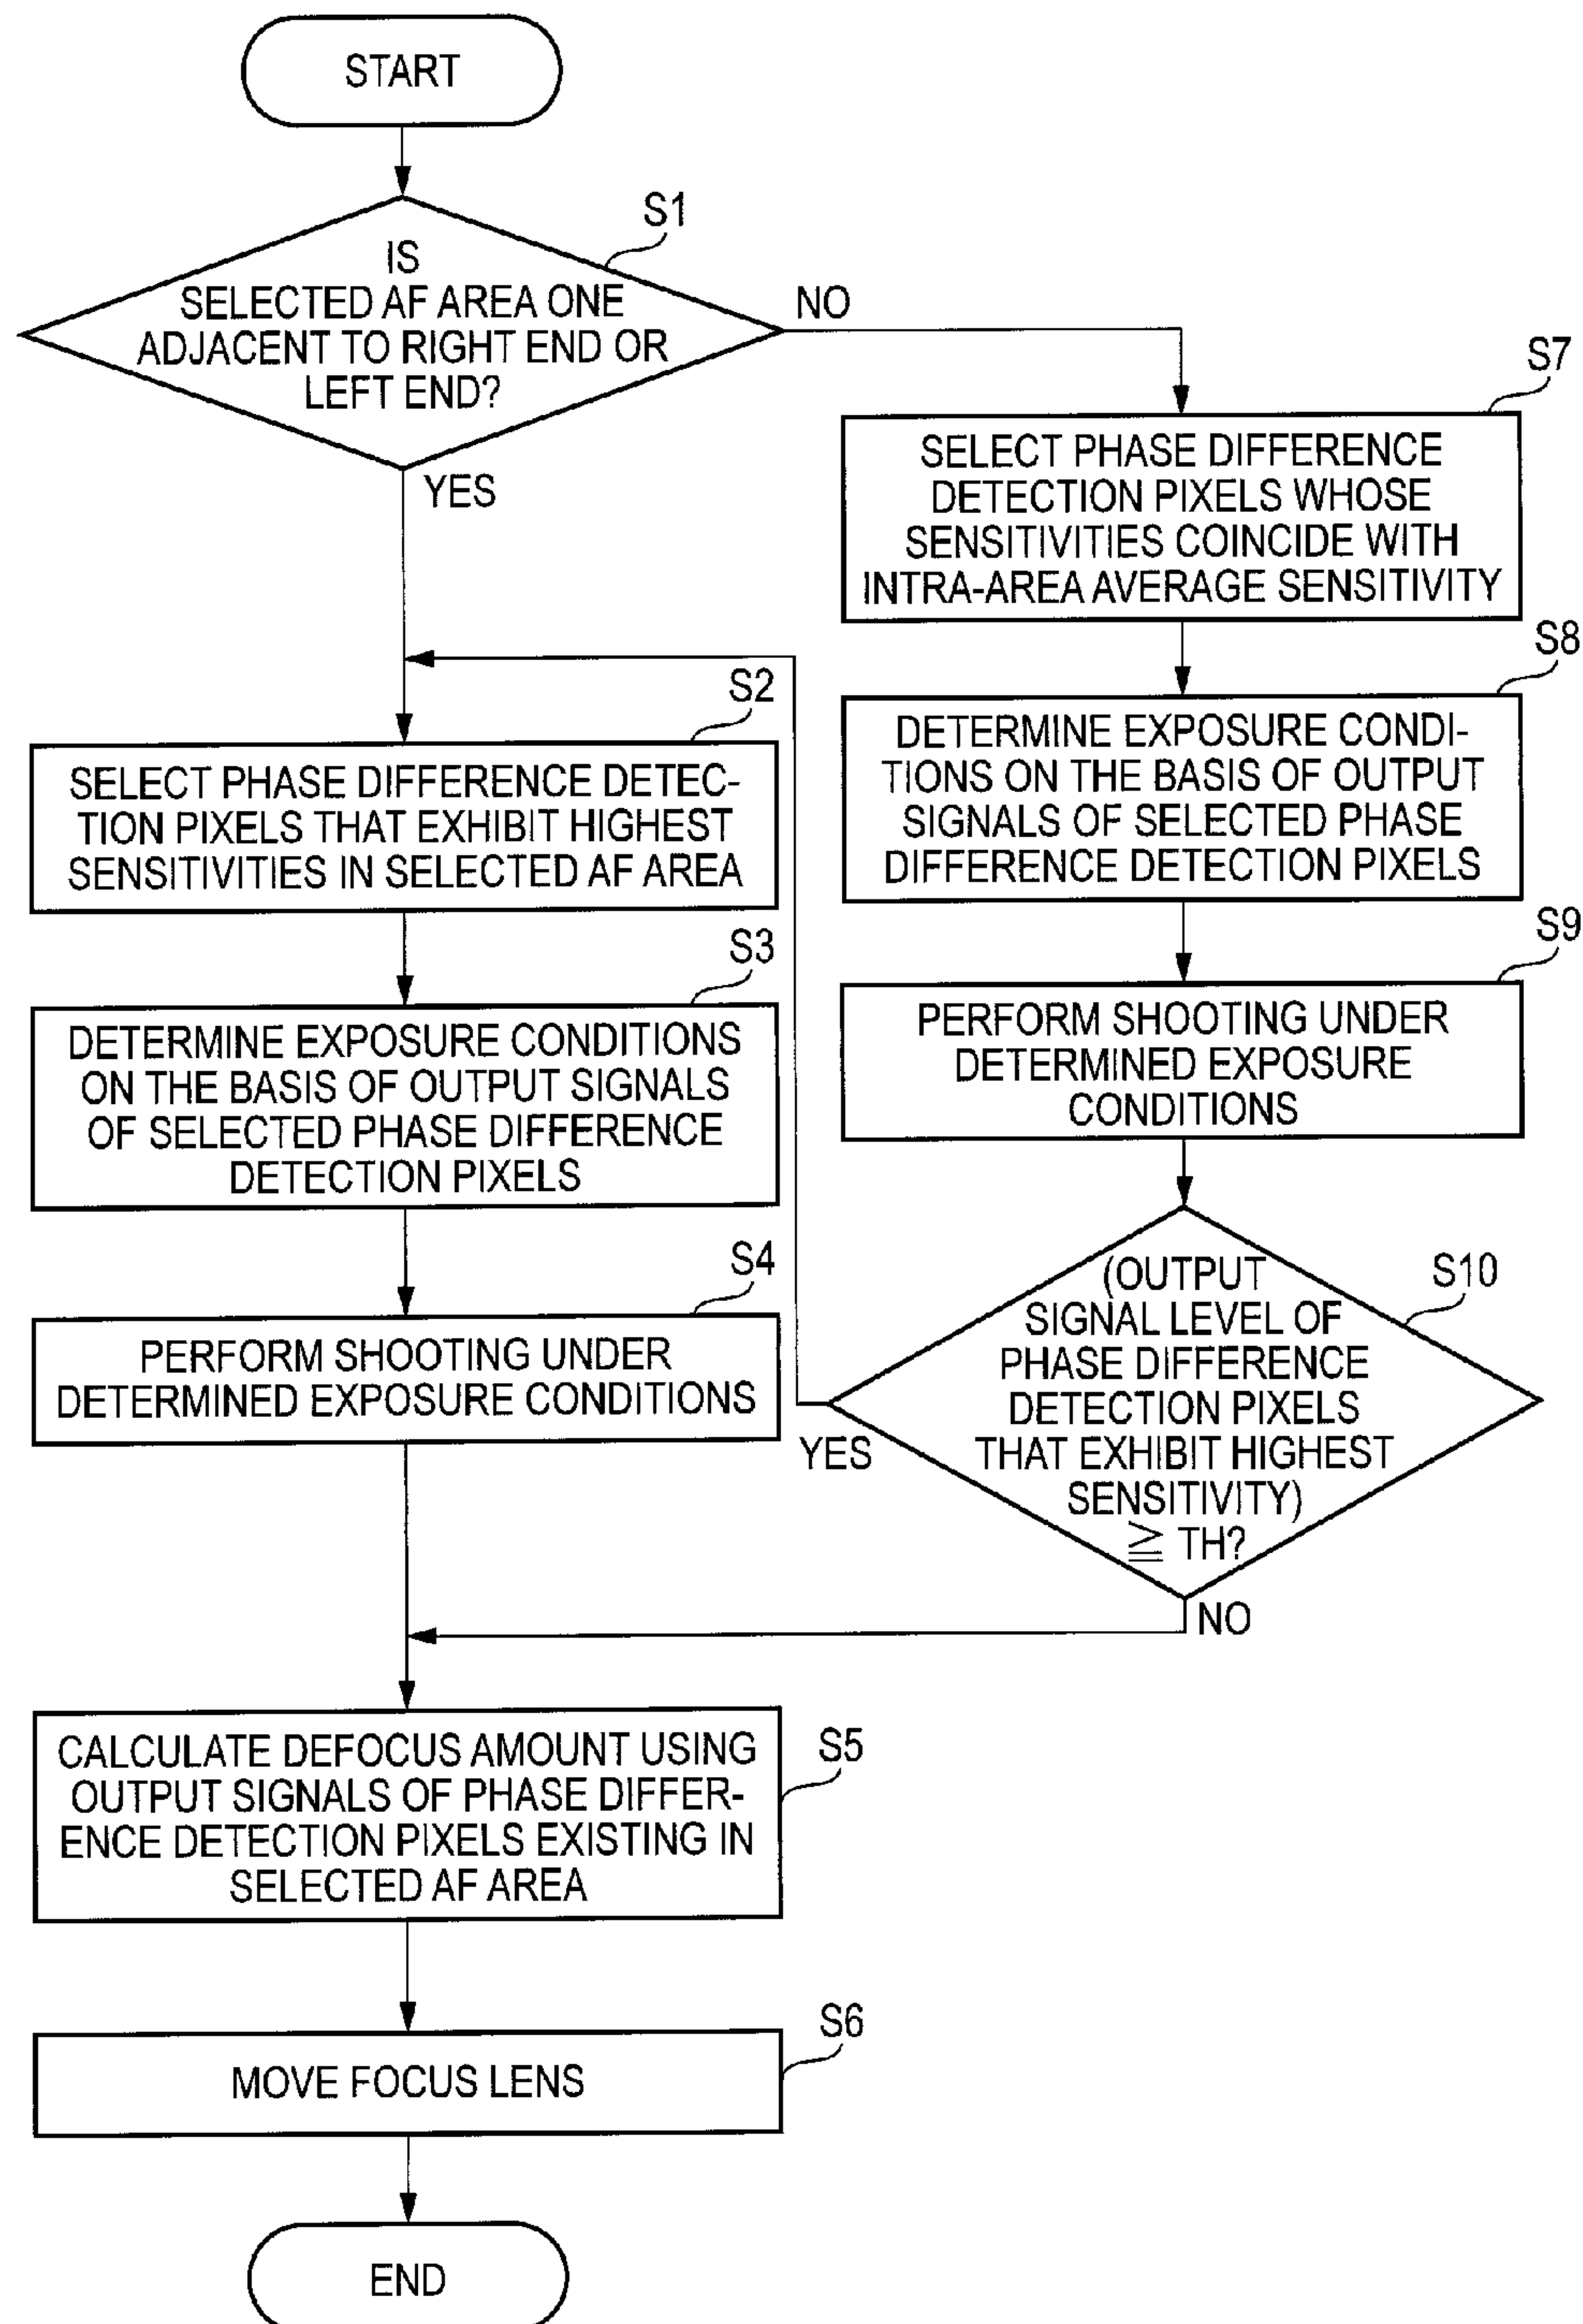 START
S1
IS
SELECTED AF AREA ONE
ADJACENT TO RIGHT END OR
LEFT END?
NO
YES
S2
SELECT PHASE DIFFERENCE DETEC-
TION PIXELS THAT EXHIBIT HIGHEST
SENSITIVITIES IN SELECTED AF AREA
S3
DETERMINE EXPOSURE CONDITIONS
ON THE BASIS OF OUTPUT SIGNALS
OF SELECTED PHASE DIFFERENCE
DETECTION PIXELS
S4
PERFORM SHOOTING UNDER
DETERMINED EXPOSURE CONDITIONS
S7
SELECT PHASE DIFFERENCE
DETECTION PIXELS WHOSE
SENSITIVITIES COINCIDE WITH
INTRA-AREA AVERAGE SENSITIVITY
S8
DETERMINE EXPOSURE CONDI-
TIONS ON THE BASIS OF OUTPUT
SIGNALS OF SELECTED PHASE
DIFFERENCE DETECTION PIXELS
S9
PERFORM SHOOTING UNDER
DETERMINED EXPOSURE
CONDITIONS
S10
(OUTPUT
SIGNAL LEVEL OF
PHASE DIFFERENCE
DETECTION PIXELS
THAT EXHIBIT HIGHEST
SENSITIVITY)
≧ TH?
YES
NO
S5
CALCULATE DEFOCUS AMOUNT USING
OUTPUT SIGNALS OF PHASE DIFFER-
ENCE DETECTION PIXELS EXISTING IN
SELECTED AF AREA
S6
MOVE FOCUS LENS
END